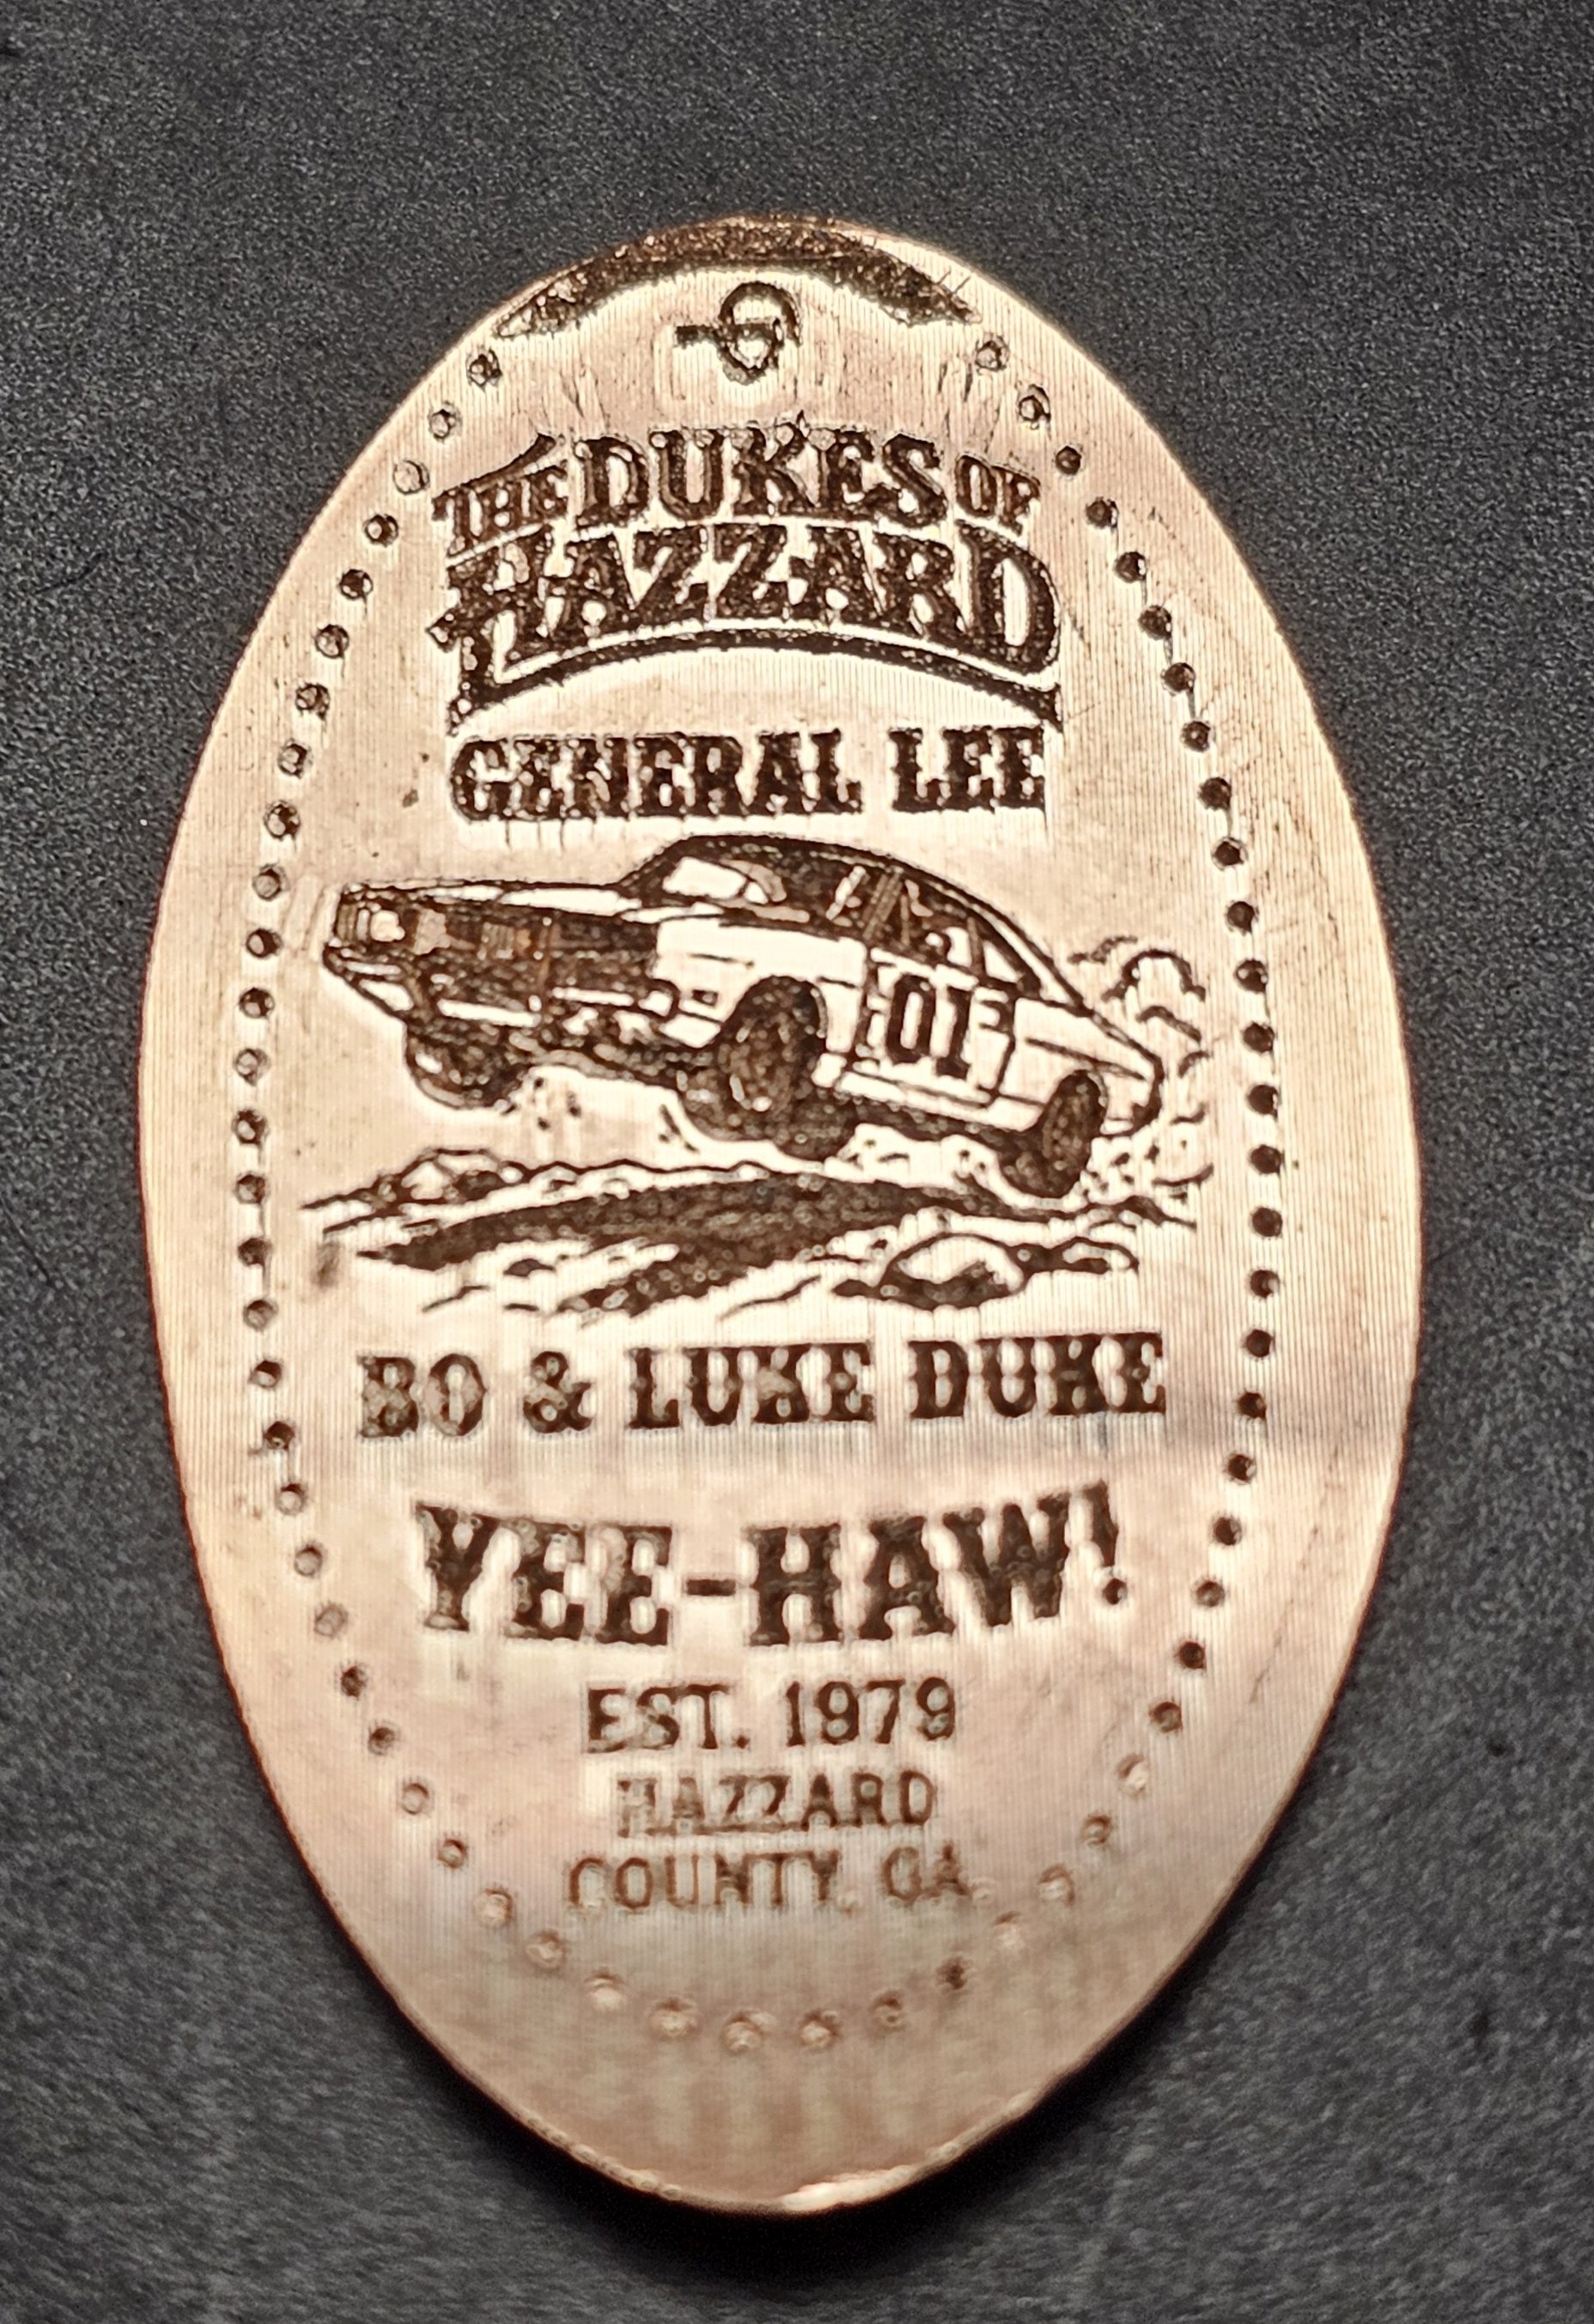 THE DUKES OF
HAZZARD
GENERAL LEE
01
BO & LUKE DUKE
YEE-HAW!
EST. 1979
HAZZARD
COUNTY, GA